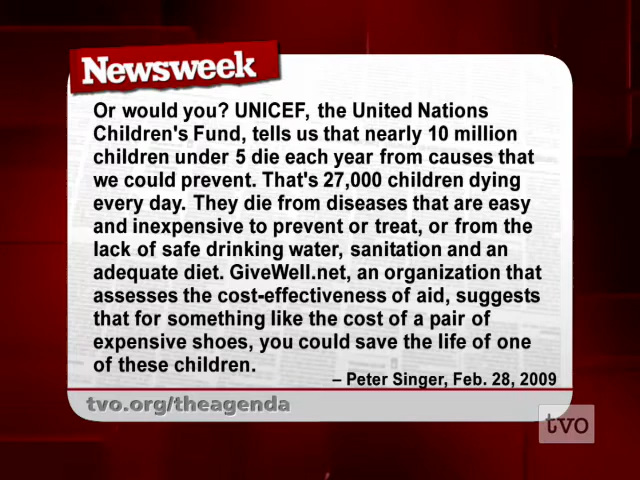 Newsweek
Or would you? UNICEF, the United Nations
Children's Fund, tells us that nearly 10 million
children under 5 die each year from causes that
we could prevent. That's 27,000 children dying
every day. They die from diseases that are easy
and inexpensive to prevent or treat, or from the
lack of safe drinking water, sanitation and an
adequate diet. GiveWell.net, an organization that
assesses the cost-effectiveness of aid, suggests
that for something like the cost of a pair of
expensive shoes, you could save the life of one
of these children.
– Peter Singer, Feb. 28, 2009
tvo.org/theagenda
tvo